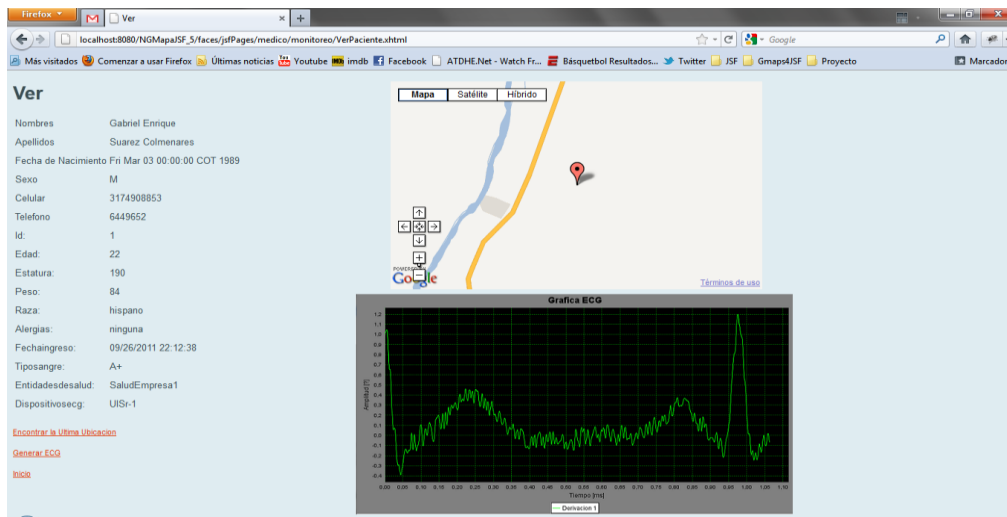 Firefox
Ver
localhost:8080/NGMapaJSF_5/faces/jsfPages/medico/monitoreo/VerPaciente.xhtml
Google
Más visitados Comenzar a usar Firefox Últimas noticias Youtube imdb Facebook ATDHE.Net - Watch Fr... Básquetbol Resultados... Twitter JSF Gmaps4JSF Proyecto Marcador
Ver
Nombres Gabriel Enrique
Apellidos Suarez Colmenares
Fecha de Nacimiento Fri Mar 03 00:00:00 COT 1989
Sexo M
Celular 3174908853
Telefono 6449652
Id: 1
Edad: 22
Estatura: 190
Peso: 84
Raza: hispano
Alergias: ninguna
Fechaingreso: 09/26/2011 22:12:38
Tiposangre: A+
Entidadesdesalud: SaludEmpresa1
Dispositivosecg: UISr-1
Encontrar la Ultima Ubicacion
Generar ECG
Inicio
Mapa Satélite Híbrido
Google
Términos de uso
Grafica ECG
Tiempo [ms]
Derivacion 1